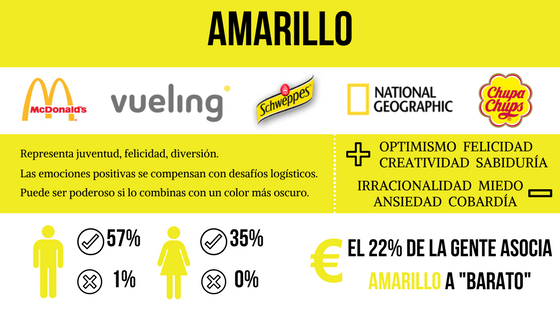 AMARILLO
McDonald's
vueling
Schweppes
NATIONAL
GEOGRAPHIC
Chupa
Chups
Representa juventud, felicidad, diversión.
Las emociones positivas se compensan con desafíos logísticos.
Puede ser poderoso si lo combinas con un color más oscuro.
+ OPTIMISMO FELICIDAD
CREATIVIDAD SABIDURÍA
IRRACIONALIDAD MIEDO
ANSIEDAD COBARDÍA -
57%
1%
35%
0%
€ EL 22% DE LA GENTE ASOCIA
AMARILLO A "BARATO"